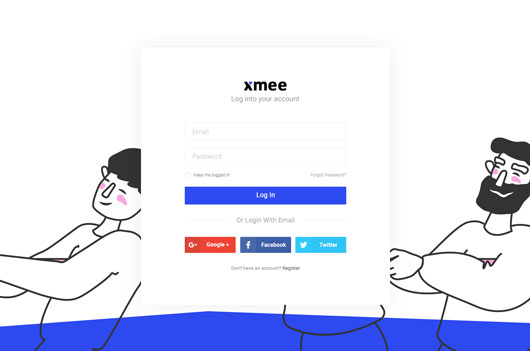 xmee
Log into your account
Email
Password
Keep me logged in
Forgot Password?
Log In
Or Login With Email
G+ Google +
f Facebook
Twitter
Don't have an account? Register